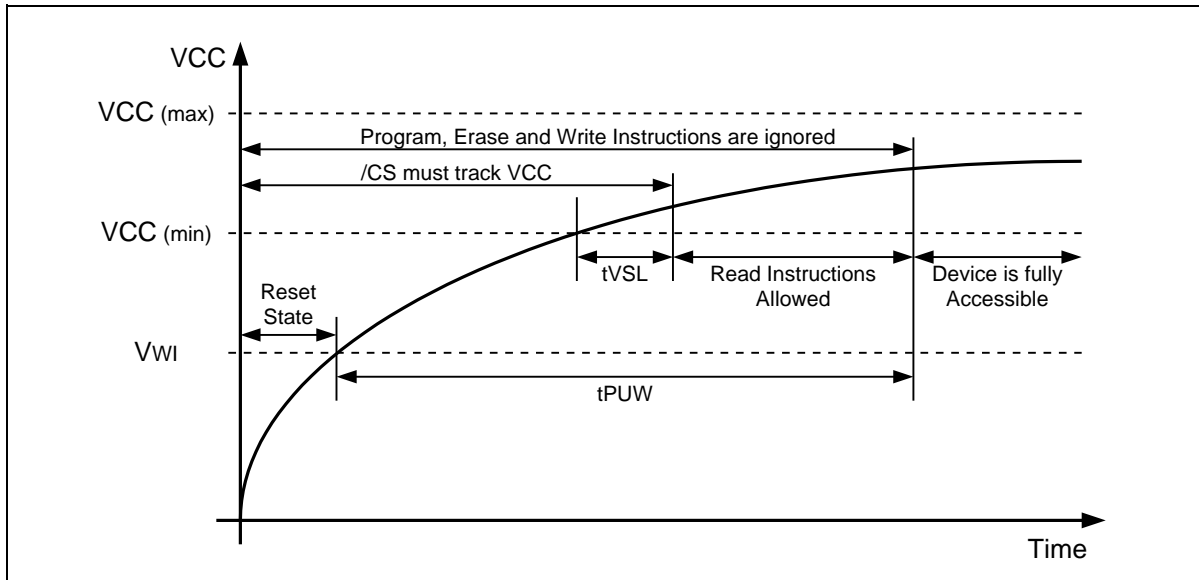 VCC
VCC (max)
Program, Erase and Write Instructions are ignored
/CS must track VCC
VCC (min)
tVSL
Read Instructions
Allowed
Device is fully
Accessible
Reset
State
VWI
tPUW
Time